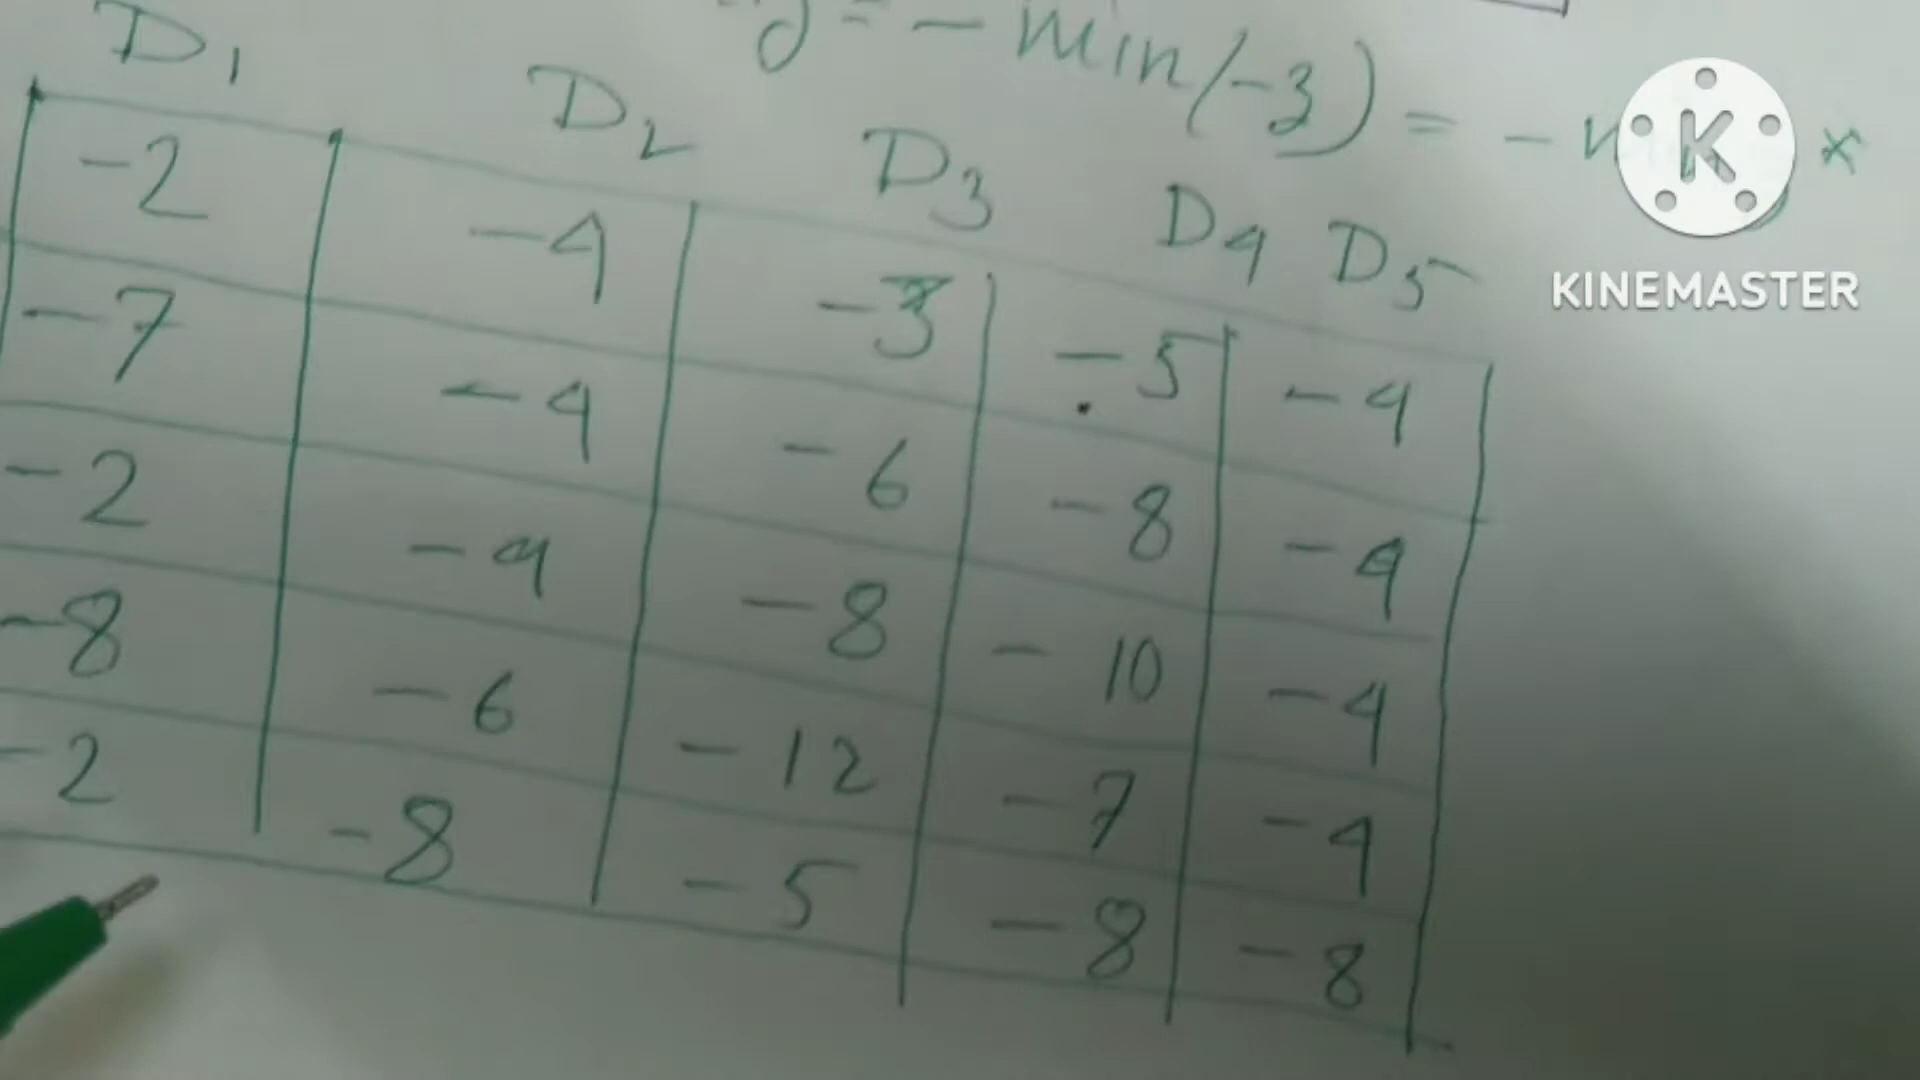 = - min(-3) = - x
D1 D2 D3 D4 D5
-2 -4 -3 -5 -4
-7 -4 -6 -8 -4
-2 -4 -8 -10 -4
-8 -6 -12 -7 -4
-2 -8 -5 -8 -8
K
KINEMASTER